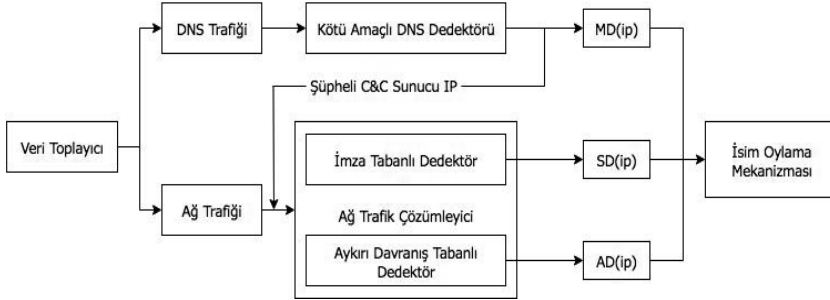 DNS Trafiği
Kötü Amaçlı DNS Dedektörü
MD(ip)
Şüpheli C&C Sunucu IP
Veri Toplayıcı
İmza Tabanlı Dedektör
SD(ip)
İsim Oylama
Mekanizması
Ağ Trafiği
Ağ Trafik Çözümleyici
Aykırı Davranış Tabanlı
Dedektör
AD(ip)